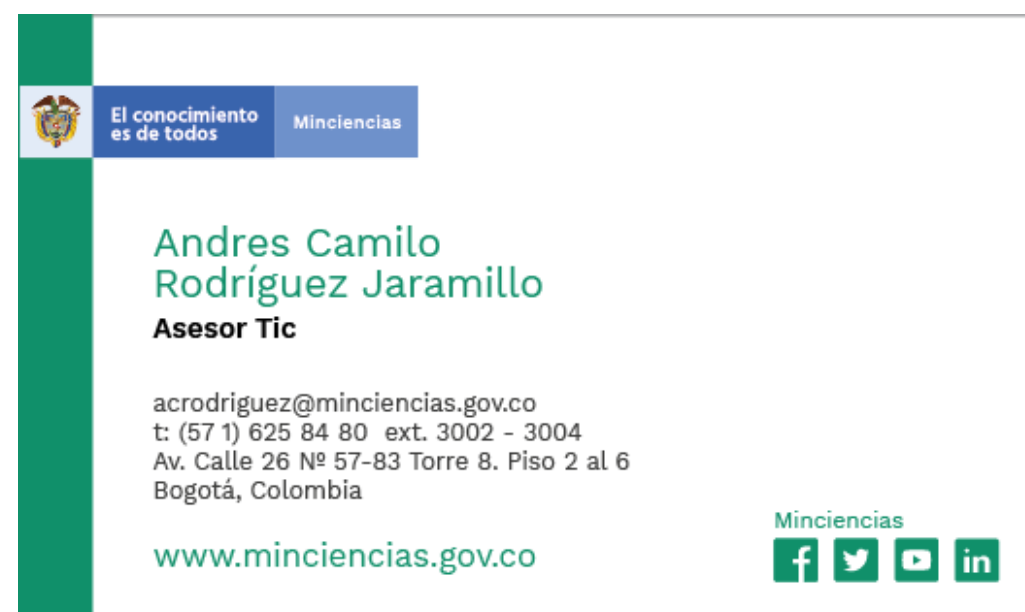 El conocimiento
es de todos
Minciencias
Andres Camilo
Rodríguez Jaramillo
Asesor Tic
acrodriguez@minciencias.gov.co
t: (57 1) 625 84 80 ext. 3002 - 3004
Av. Calle 26 Nº 57-83 Torre 8. Piso 2 al 6
Bogotá, Colombia
www.minciencias.gov.co
Minciencias